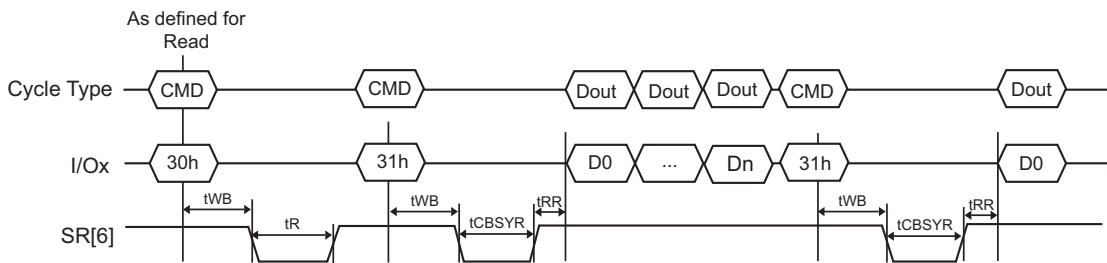 As defined for
Read
Cycle Type CMD CMD Dout Dout Dout CMD Dout
I/Ox 30h 31h D0 ... Dn 31h D0
tWB tR tWB tCBSYR tRR tWB tCBSYR tRR
SR[6]